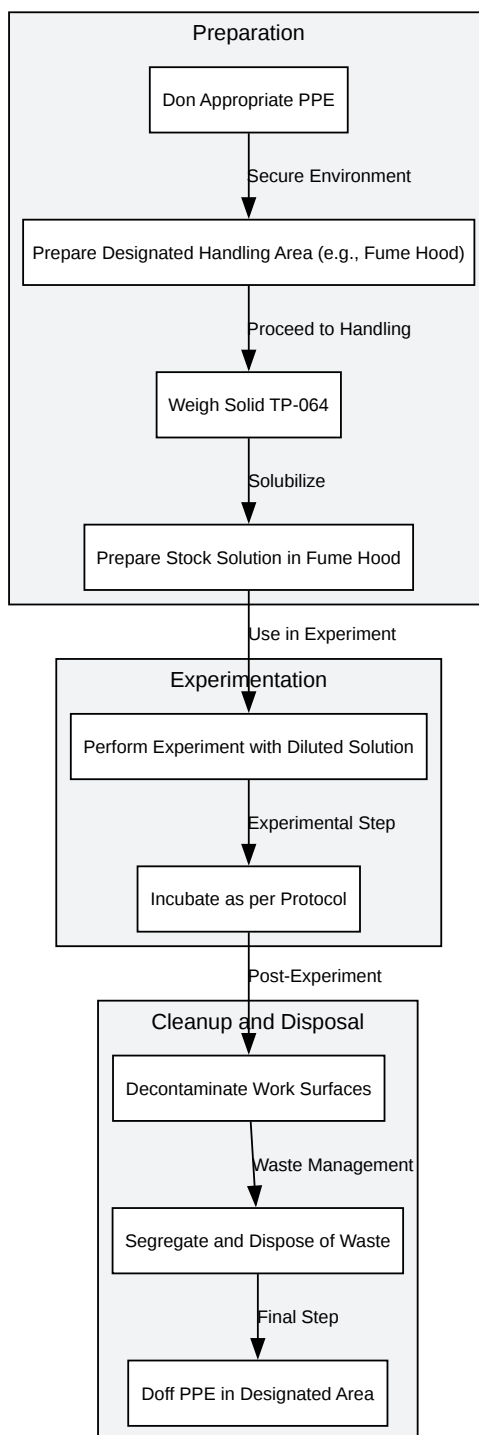 Preparation
Don Appropriate PPE
Secure Environment
Prepare Designated Handling Area (e.g., Fume Hood)
Proceed to Handling
Weigh Solid TP-064
Solubilize
Prepare Stock Solution in Fume Hood
Use in Experiment
Experimentation
Perform Experiment with Diluted Solution
Experimental Step
Incubate as per Protocol
Post-Experiment
Cleanup and Disposal
Decontaminate Work Surfaces
Waste Management
Segregate and Dispose of Waste
Final Step
Doff PPE in Designated Area